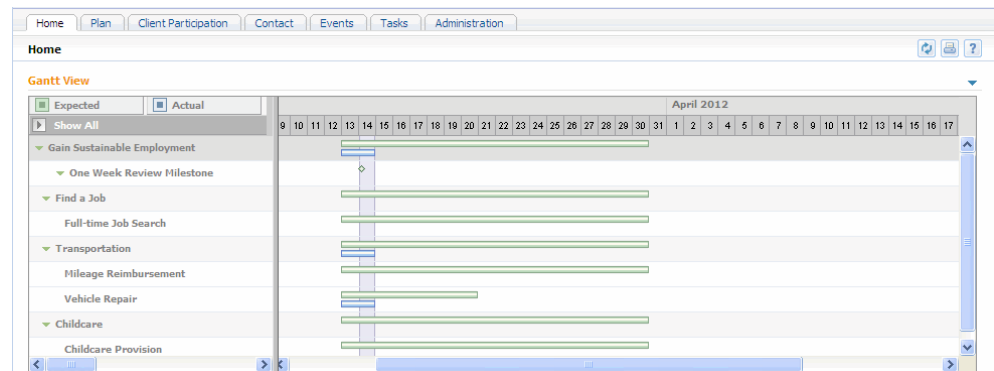 Home Plan Client Participation Contact Events Tasks Administration
Home ?
Gantt View
Expected Actual April 2012
Show All 9 10 11 12 13 14 15 16 17 18 19 20 21 22 23 24 25 26 27 28 29 30 31 1 2 3 4 5 6 7 8 9 10 11 12 13 14 15 16 17
Gain Sustainable Employment
One Week Review Milestone
Find a Job
Full-time Job Search
Transportation
Mileage Reimbursement
Vehicle Repair
Childcare
Childcare Provision